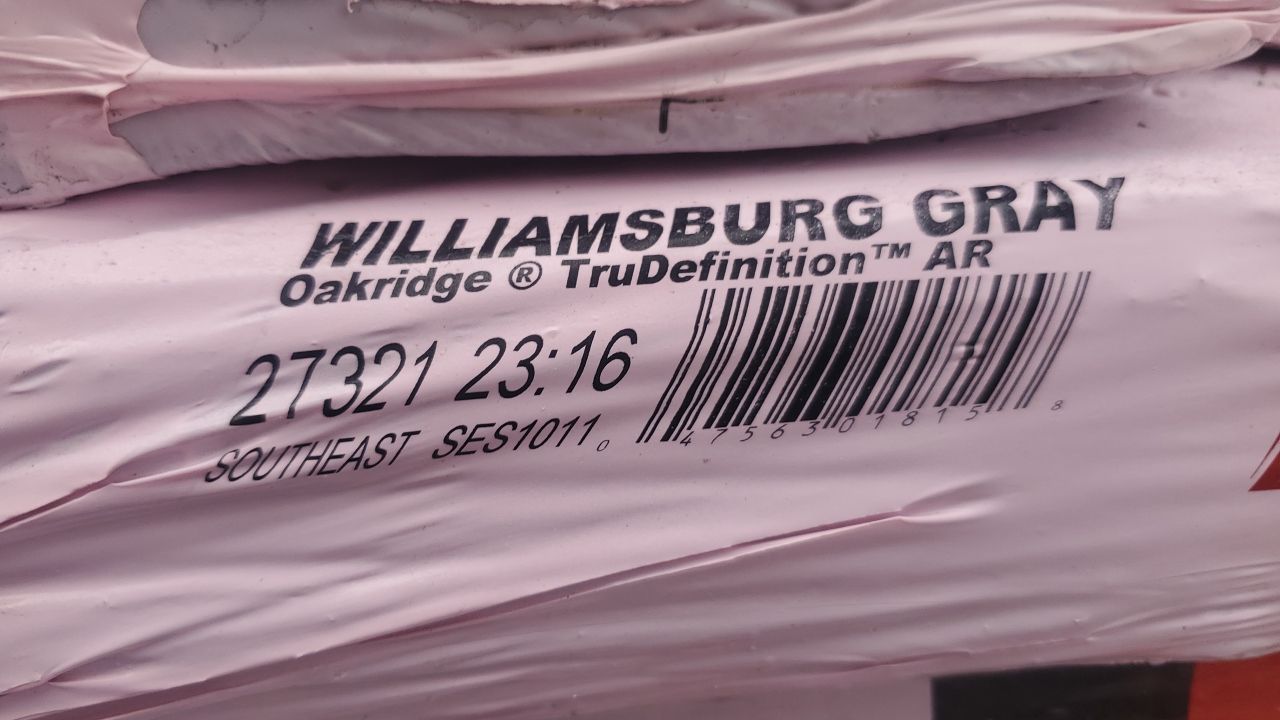 WILLIAMSBURG GRAY
Oakridge ® TruDefinition™ AR
27321 23:16
SOUTHEAST SES1011
0 47563 01815 8